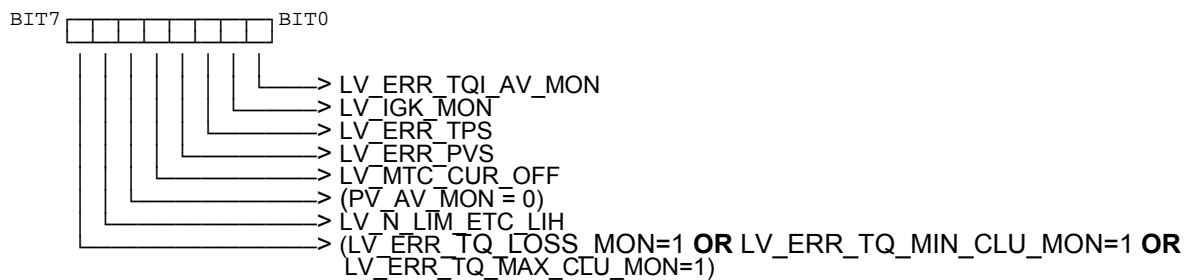 BIT7 BIT0
> LV_ERR_TQI_AV_MON
> LV_IGK_MON
> LV_ERR_TPS
> LV_ERR_PVS
> LV_MTC_CUR_OFF
> (PV_AV_MON = 0)
> LV_N_LIM_ETC_LIH
> (LV_ERR_TQ_LOSS_MON=1 OR LV_ERR_TQ_MIN_CLU_MON=1 OR
LV_ERR_TQ_MAX_CLU_MON=1)